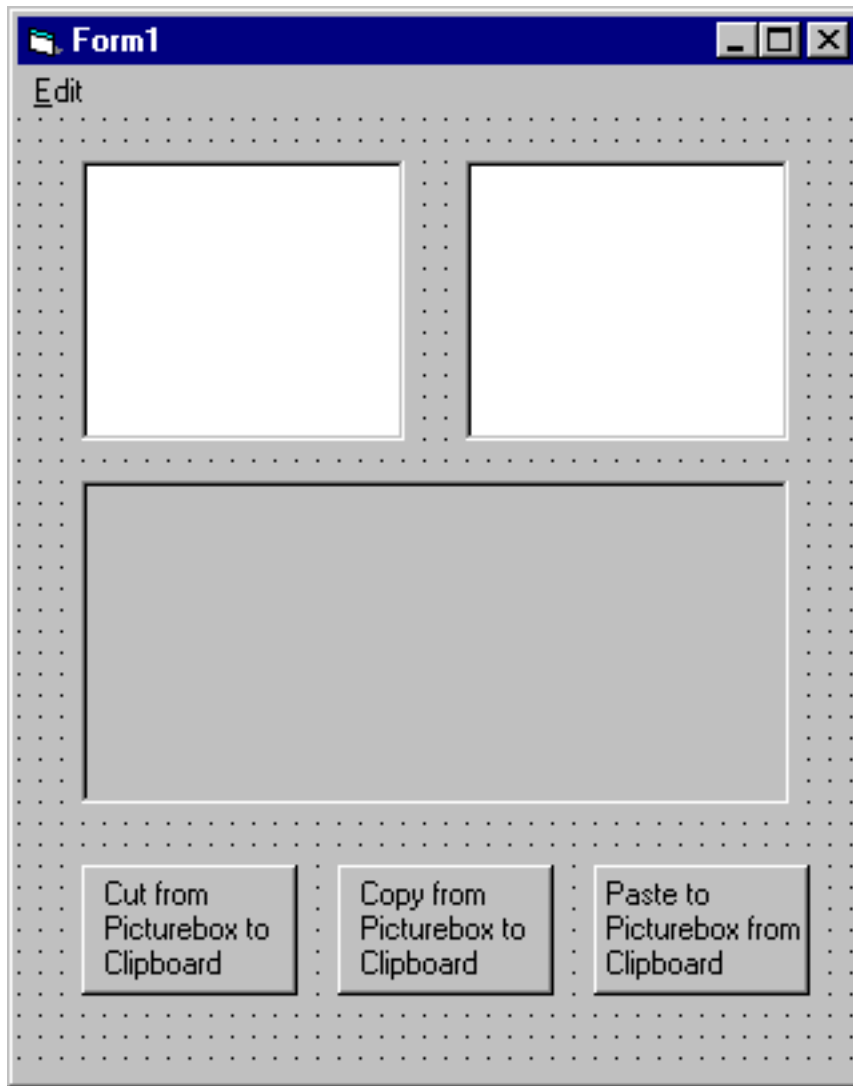 Form1
Edit
Cut from
Picturebox to
Clipboard
Copy from
Picturebox to
Clipboard
Paste to
Picturebox from
Clipboard